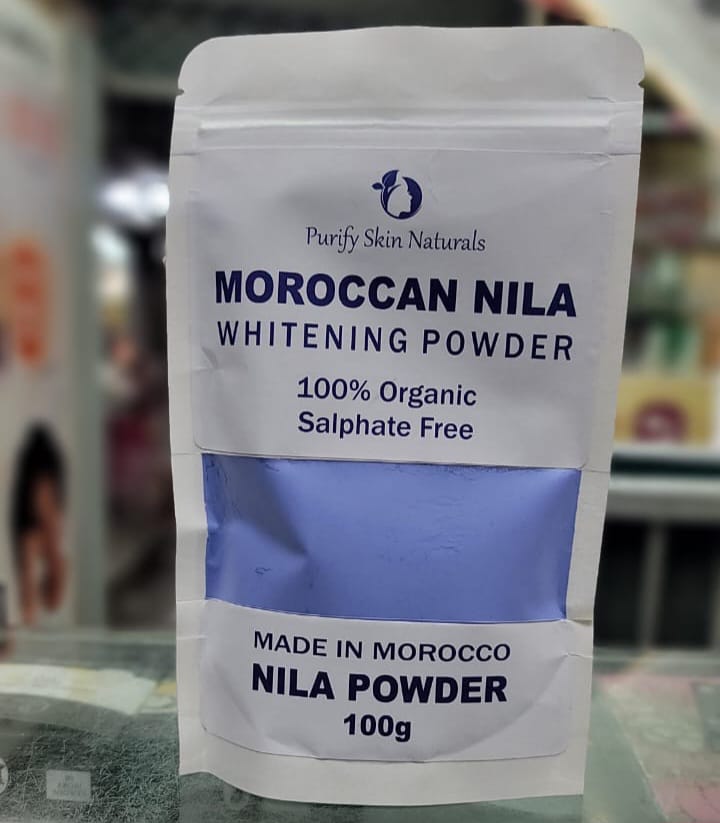 Purify Skin Naturals
MOROCCAN NILA
WHITENING POWDER
100% Organic
Salphate Free
MADE IN MOROCCO
NILA POWDER
100g